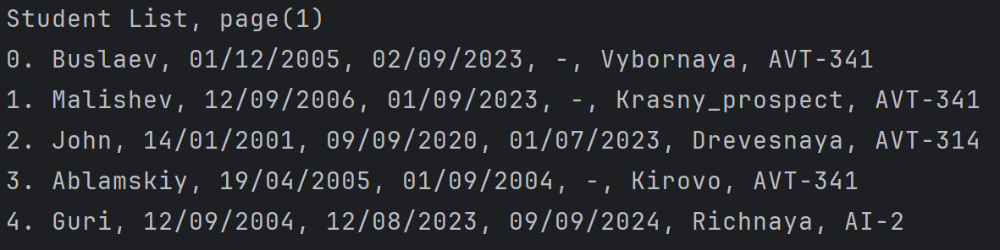 Student List, page(1)
0. Buslaev, 01/12/2005, 02/09/2023, -, Vybornaya, AVT-341
1. Malishev, 12/09/2006, 01/09/2023, -, Krasny_prospect, AVT-341
2. John, 14/01/2001, 09/09/2020, 01/07/2023, Drevesnaya, AVT-314
3. Ablamskiy, 19/04/2005, 01/09/2004, -, Kirovo, AVT-341
4. Guri, 12/09/2004, 12/08/2023, 09/09/2024, Richnaya, AI-2